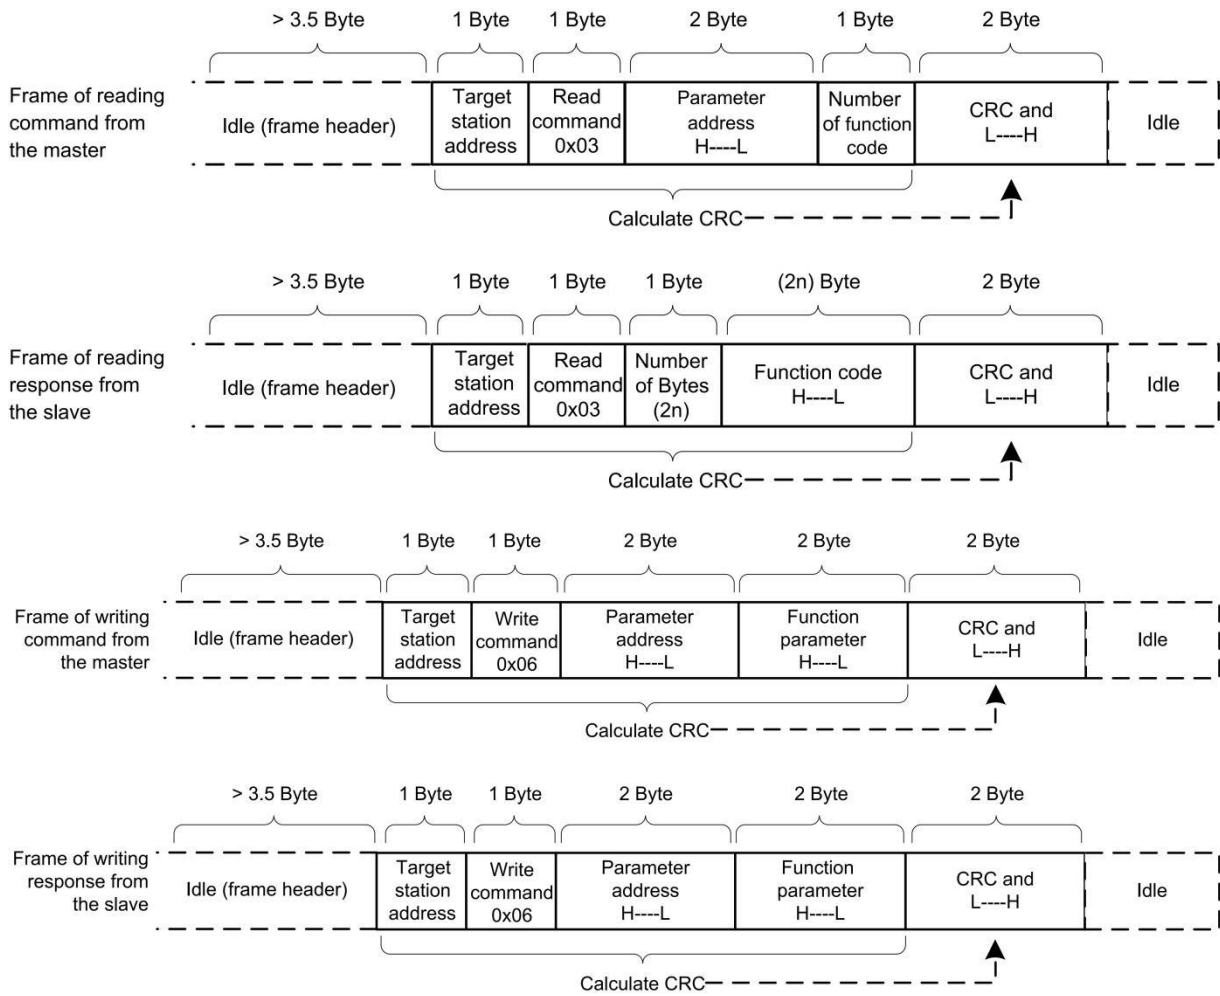 > 3.5 Byte 1 Byte 1 Byte 2 Byte 1 Byte 2 Byte
Frame of reading
command from
the master
Idle (frame header)
Target
station
address
Read
command
0x03
Parameter
address
H----L
Number
of function
code
CRC and
L----H
Idle
Calculate CRC
> 3.5 Byte 1 Byte 1 Byte (2n) Byte 2 Byte
Frame of reading
response from
the slave
Idle (frame header)
Target
station
address
Read
command
0x03
Number
of Bytes
(2n)
Function code
H----L
CRC and
L----H
Idle
Calculate CRC
> 3.5 Byte 1 Byte 1 Byte 2 Byte 2 Byte 2 Byte
Frame of writing
command from
the master
Idle (frame header)
Target
station
address
Write
command
0x06
Parameter
address
H----L
Function
parameter
H----L
CRC and
L----H
Idle
Calculate CRC
> 3.5 Byte 1 Byte 1 Byte 2 Byte 2 Byte 2 Byte
Frame of writing
response from
the slave
Idle (frame header)
Target
station
address
Write
command
0x06
Parameter
address
H----L
Function
parameter
H----L
CRC and
L----H
Idle
Calculate CRC